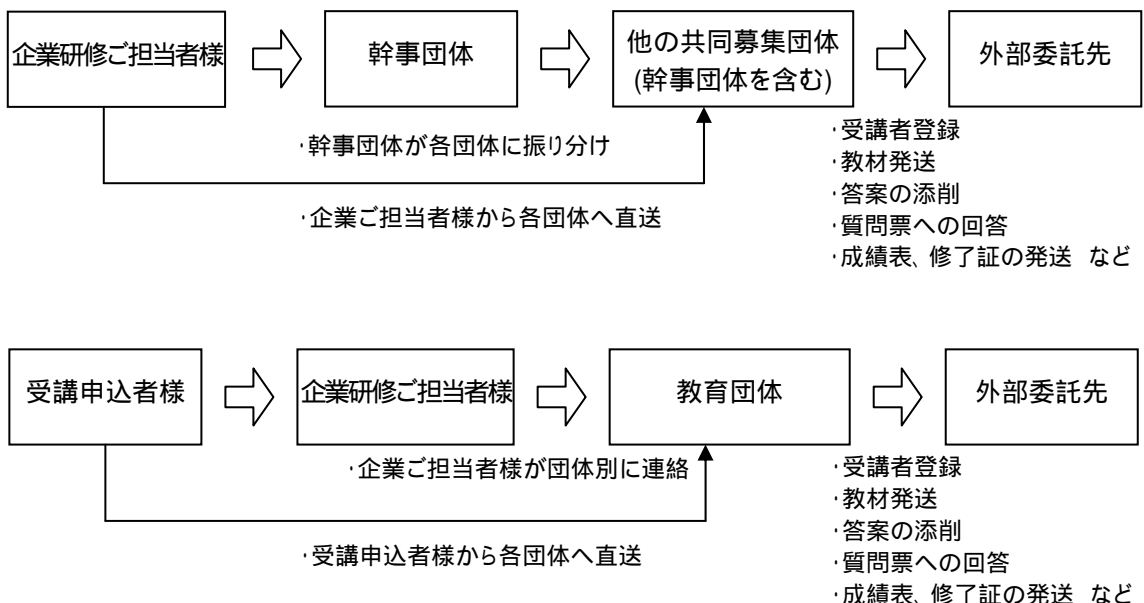 企業研修ご担当者様
幹事団体
他の共同募集団体
(幹事団体を含む)
外部委託先
・幹事団体が各団体に振り分け
・企業ご担当者様から各団体へ直送
・受講者登録
・教材発送
・答案の添削
・質問票への回答
・成績表、修了証の発送 など
受講申込者様
企業研修ご担当者様
教育団体
外部委託先
・企業ご担当者様が団体別に連絡
・受講申込者様から各団体へ直送
・受講者登録
・教材発送
・答案の添削
・質問票への回答
・成績表、修了証の発送 など